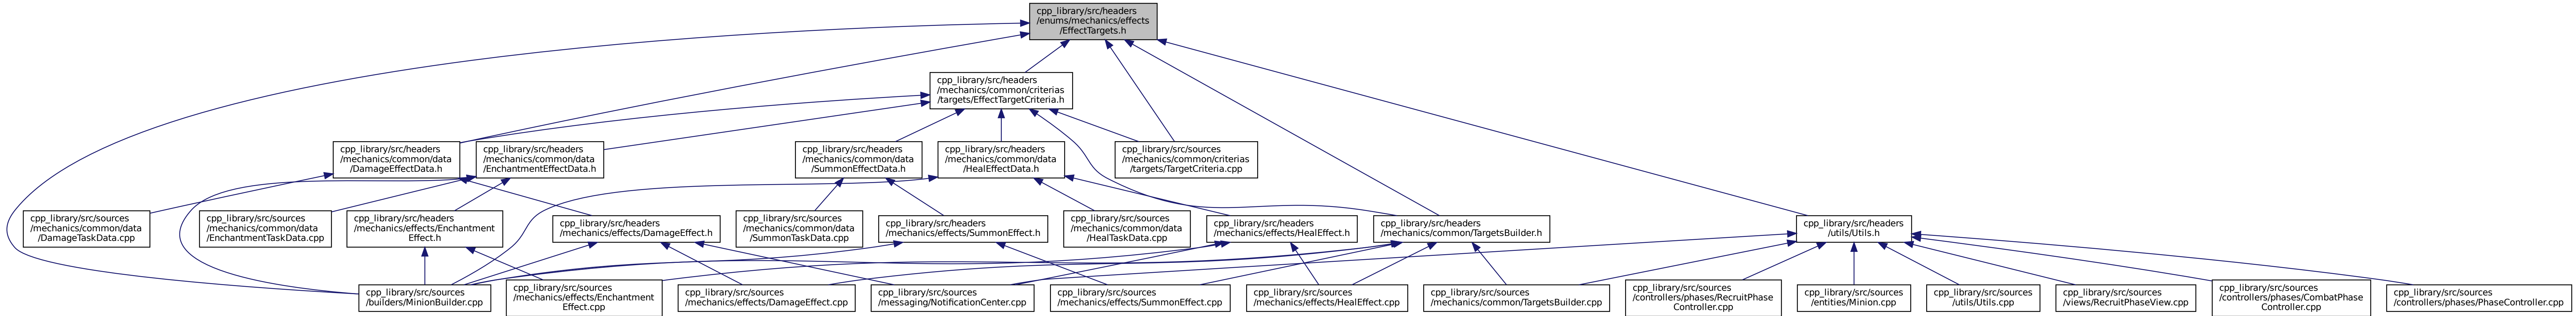 cpp_library/src/headers
/enums/mechanics/effects
/EffectTargets.h
cpp_library/src/headers
/mechanics/common/criterias
/targets/EffectTargetCriteria.h
cpp_library/src/headers
/mechanics/common/data
/DamageEffectData.h
cpp_library/src/headers
/mechanics/common/data
/EnchantmentEffectData.h
cpp_library/src/headers
/mechanics/common/data
/SummonEffectData.h
cpp_library/src/headers
/mechanics/common/data
/HealEffectData.h
cpp_library/src/sources
/mechanics/common/criterias
/targets/TargetCriteria.cpp
cpp_library/src/sources
/mechanics/common/data
/DamageTaskData.cpp
cpp_library/src/sources
/mechanics/common/data
/EnchantmentTaskData.cpp
cpp_library/src/headers
/mechanics/effects/Enchantment
Effect.h
cpp_library/src/headers
/mechanics/effects/DamageEffect.h
cpp_library/src/sources
/mechanics/common/data
/SummonTaskData.cpp
cpp_library/src/headers
/mechanics/effects/SummonEffect.h
cpp_library/src/sources
/mechanics/common/data
/HealTaskData.cpp
cpp_library/src/headers
/mechanics/effects/HealEffect.h
cpp_library/src/headers
/mechanics/common/TargetsBuilder.h
cpp_library/src/headers
/utils/Utils.h
cpp_library/src/sources
/builders/MinionBuilder.cpp
cpp_library/src/sources
/mechanics/effects/Enchantment
Effect.cpp
cpp_library/src/sources
/mechanics/effects/DamageEffect.cpp
cpp_library/src/sources
/messaging/NotificationCenter.cpp
cpp_library/src/sources
/mechanics/effects/SummonEffect.cpp
cpp_library/src/sources
/mechanics/effects/HealEffect.cpp
cpp_library/src/sources
/mechanics/common/TargetsBuilder.cpp
cpp_library/src/sources
/controllers/phases/RecruitPhase
Controller.cpp
cpp_library/src/sources
/entities/Minion.cpp
cpp_library/src/sources
/utils/Utils.cpp
cpp_library/src/sources
/views/RecruitPhaseView.cpp
cpp_library/src/sources
/controllers/phases/CombatPhase
Controller.cpp
cpp_library/src/sources
/controllers/phases/PhaseController.cpp